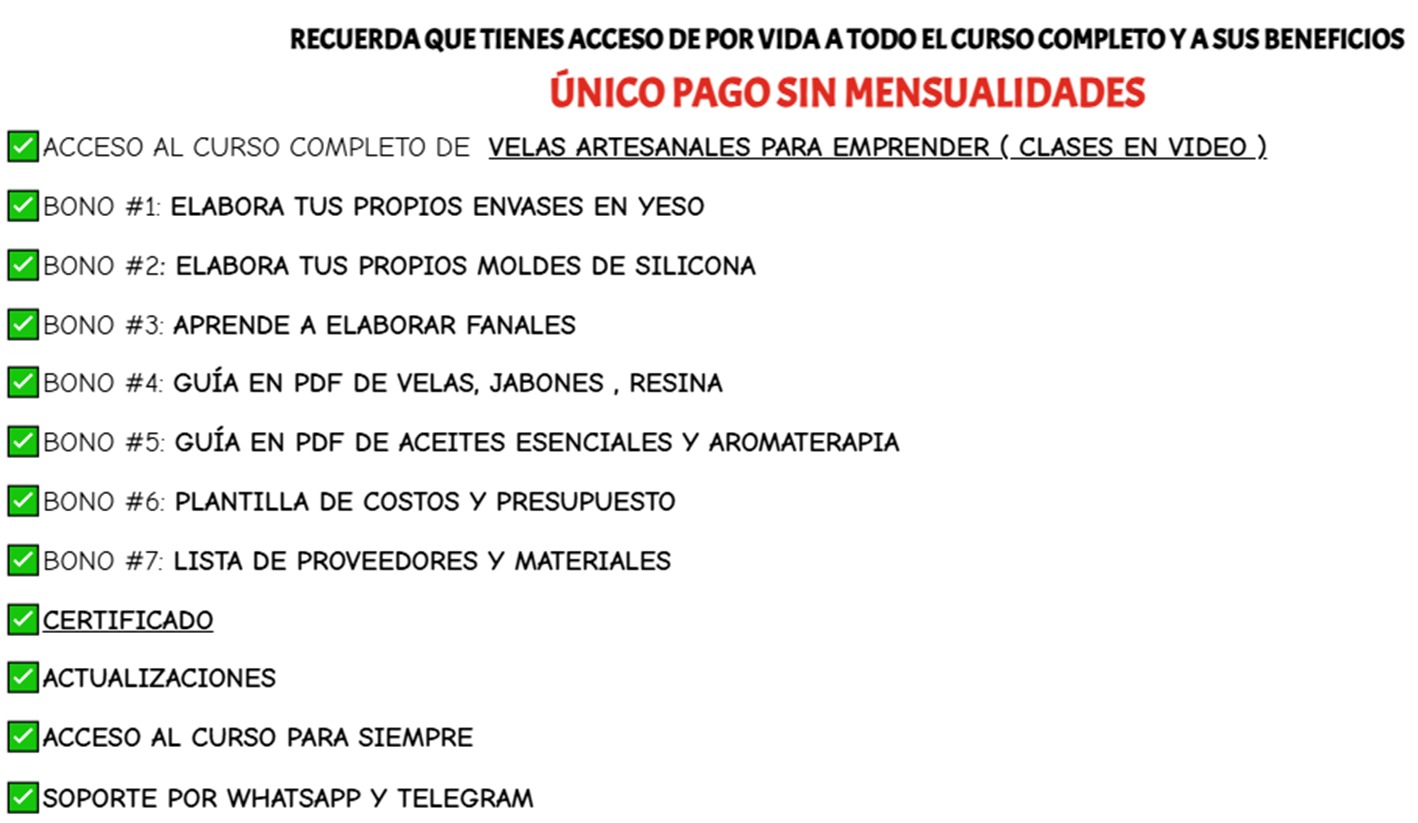 RECUERDA QUE TIENES ACCESO DE POR VIDA A TODO EL CURSO COMPLETO Y A SUS BENEFICIOS
ÚNICO PAGO SIN MENSUALIDADES
✅ACCESO AL CURSO COMPLETO DE VELAS ARTESANALES PARA EMPRENDER ( CLASES EN VIDEO )
✅BONO #1: ELABORA TUS PROPIOS ENVASES EN YESO
✅BONO #2: ELABORA TUS PROPIOS MOLDES DE SILICONA
✅BONO #3: APRENDE A ELABORAR FANALES
✅BONO #4: GUÍA EN PDF DE VELAS, JABONES , RESINA
✅BONO #5: GUÍA EN PDF DE ACEITES ESENCIALES Y AROMATERAPIA
✅BONO #6: PLANTILLA DE COSTOS Y PRESUPUESTO
✅BONO #7: LISTA DE PROVEEDORES Y MATERIALES
✅CERTIFICADO
✅ACTUALIZACIONES
✅ACCESO AL CURSO PARA SIEMPRE
✅SOPORTE POR WHATSAPP Y TELEGRAM